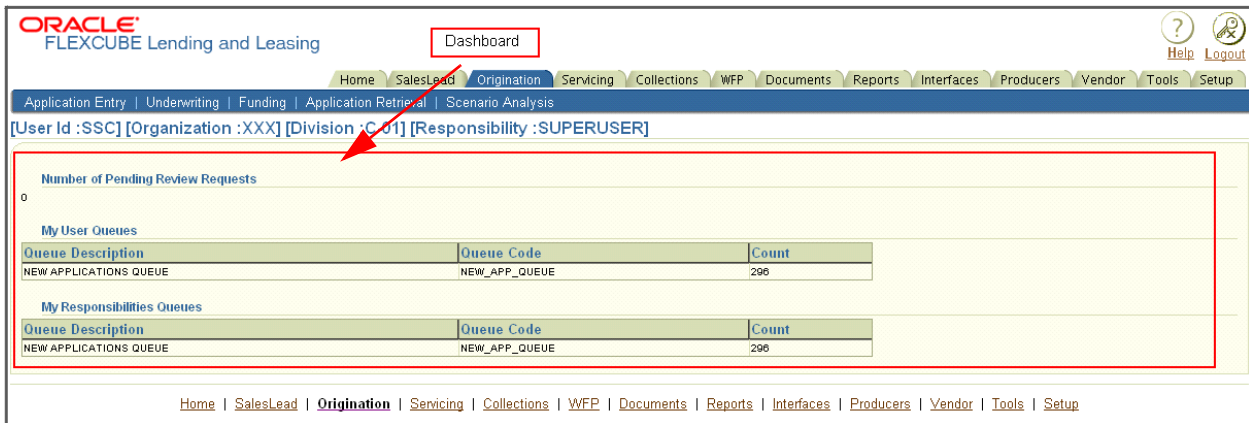 ORACLE®
FLEXCUBE Lending and Leasing
Dashboard
Help Logout
Home SalesLead Origination Servicing Collections WFP Documents Reports Interfaces Producers Vendor Tools Setup
Application Entry | Underwriting | Funding | Application Retrieval | Scenario Analysis
[User Id :SSC] [Organization :XXX] [Division :C-01] [Responsibility :SUPERUSER]
Number of Pending Review Requests
0
My User Queues
Queue Description Queue Code Count
NEW APPLICATIONS QUEUE NEW_APP_QUEUE 296
My Responsibilities Queues
Queue Description Queue Code Count
NEW APPLICATIONS QUEUE NEW_APP_QUEUE 296
Home | SalesLead | Origination | Servicing | Collections | WFP | Documents | Reports | Interfaces | Producers | Vendor | Tools | Setup